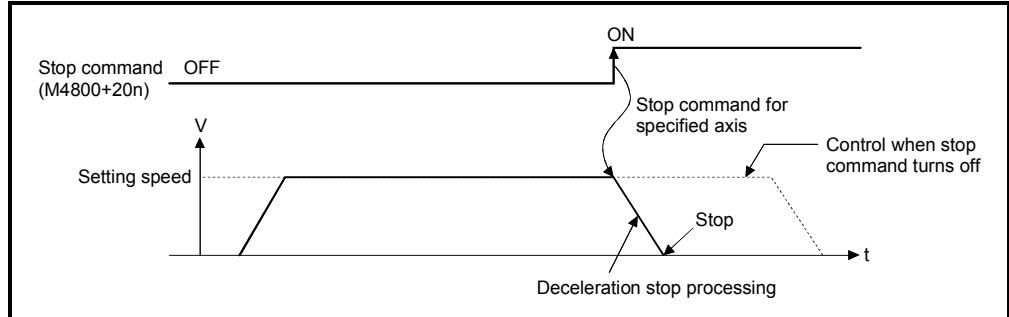 ON
Stop command OFF
(M4800+20n)
Stop command for
specified axis
V
Control when stop
command turns off
Setting speed
Stop
t
Deceleration stop processing